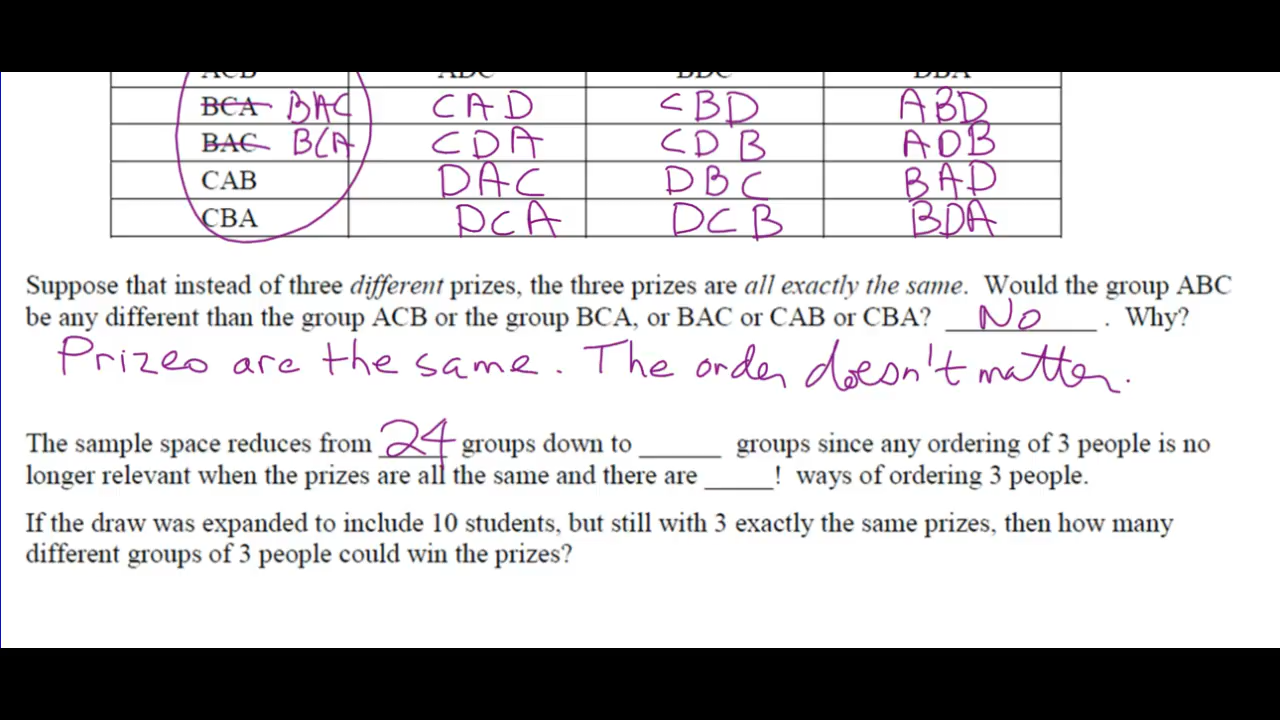 ACB ADC BDC DBA
BCA BAC CAD CBD ABD
BAC BCA CDA CDB ADB
CAB DAC DBC BAD
CBA DCA DCB BDA
Suppose that instead of three different prizes, the three prizes are all exactly the same. Would the group ABC
be any different than the group ACB or the group BCA, or BAC or CAB or CBA? No . Why?
Prizes are the same. The order doesn't matter.
The sample space reduces from 24 groups down to ______ groups since any ordering of 3 people is no
longer relevant when the prizes are all the same and there are _____! ways of ordering 3 people.
If the draw was expanded to include 10 students, but still with 3 exactly the same prizes, then how many
different groups of 3 people could win the prizes?